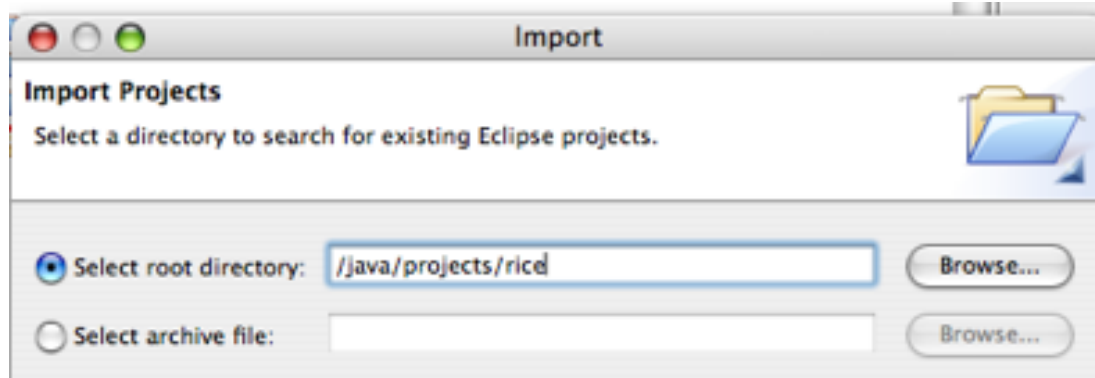 Import
Import Projects
Select a directory to search for existing Eclipse projects.
Select root directory: /java/projects/rice Browse...
Select archive file: Browse...